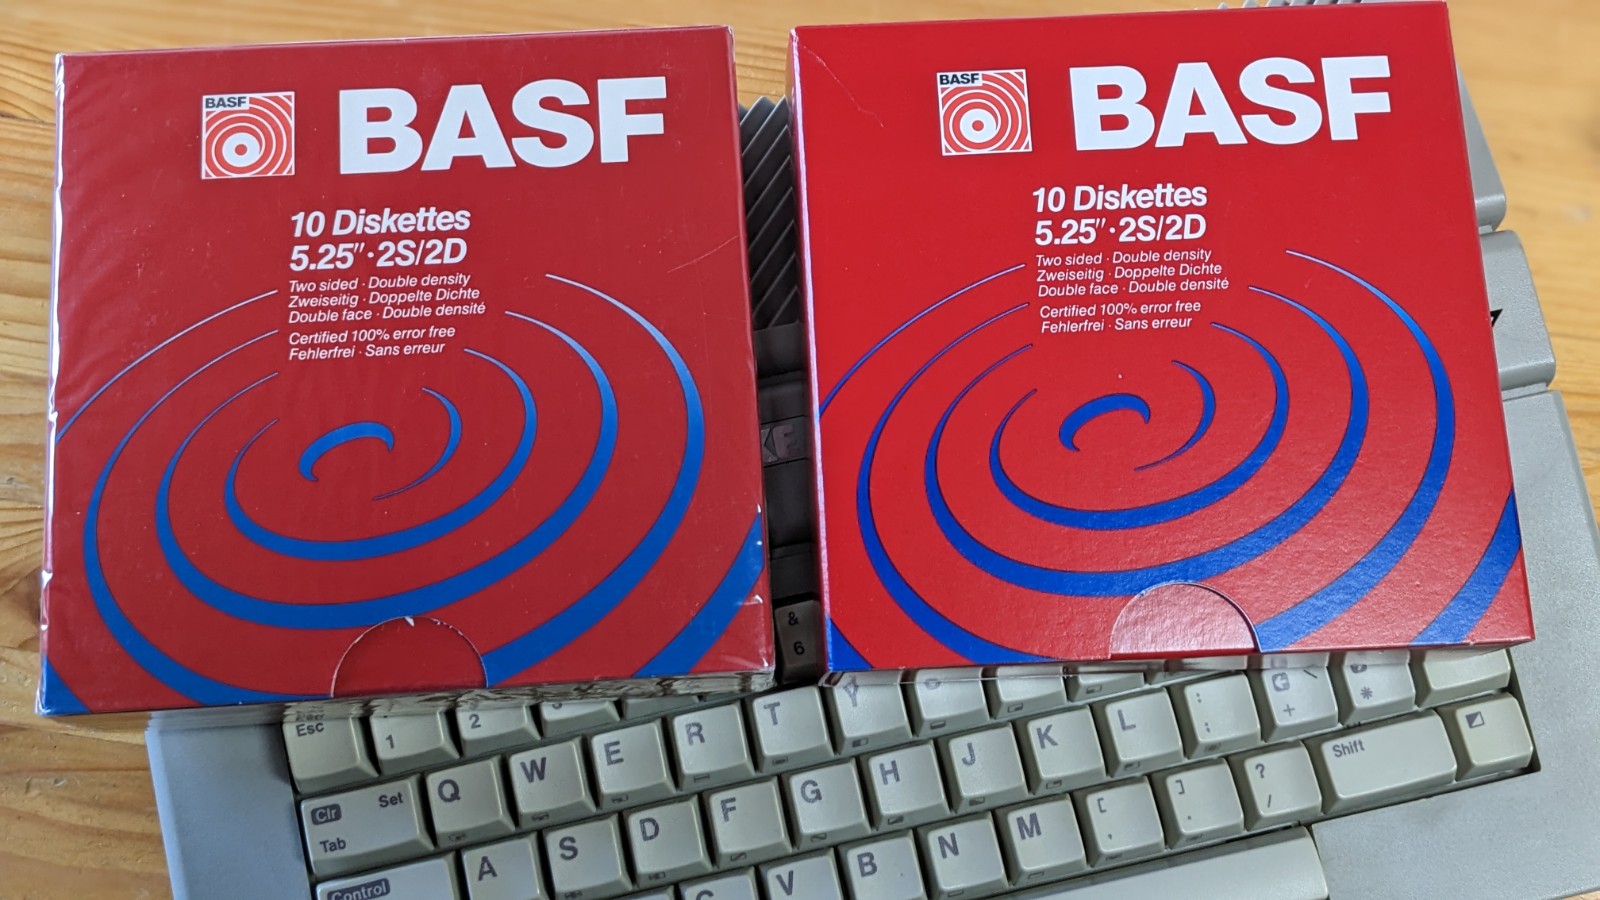 BASF
BASF
10 Diskettes
5.25"·2S/2D
Two sided · Double density
Zweiseitig · Doppelte Dichte
Double face · Double densité
Certified 100% error free
Fehlerfrei · Sans erreur
BASF
BASF
10 Diskettes
5.25"·2S/2D
Two sided · Double density
Zweiseitig · Doppelte Dichte
Double face · Double densité
Certified 100% error free
Fehlerfrei · Sans erreur
&
6
Esc
1
2
Q W E R T Y
: ;
+
*
Clr Set
Tab
A S D F G H J K L
Shift
Control
V B N M
[ ,
] .
? /